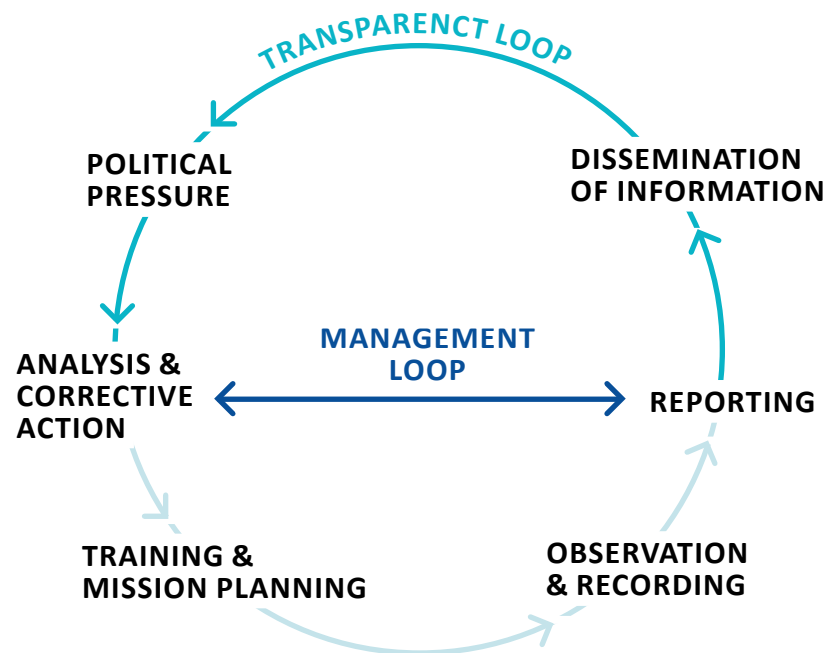 TRANSPARENCT LOOP
POLITICAL
PRESSURE
DISSEMINATION
OF INFORMATION
MANAGEMENT
LOOP
ANALYSIS &
CORRECTIVE
ACTION
REPORTING
TRAINING &
MISSION PLANNING
OBSERVATION
& RECORDING